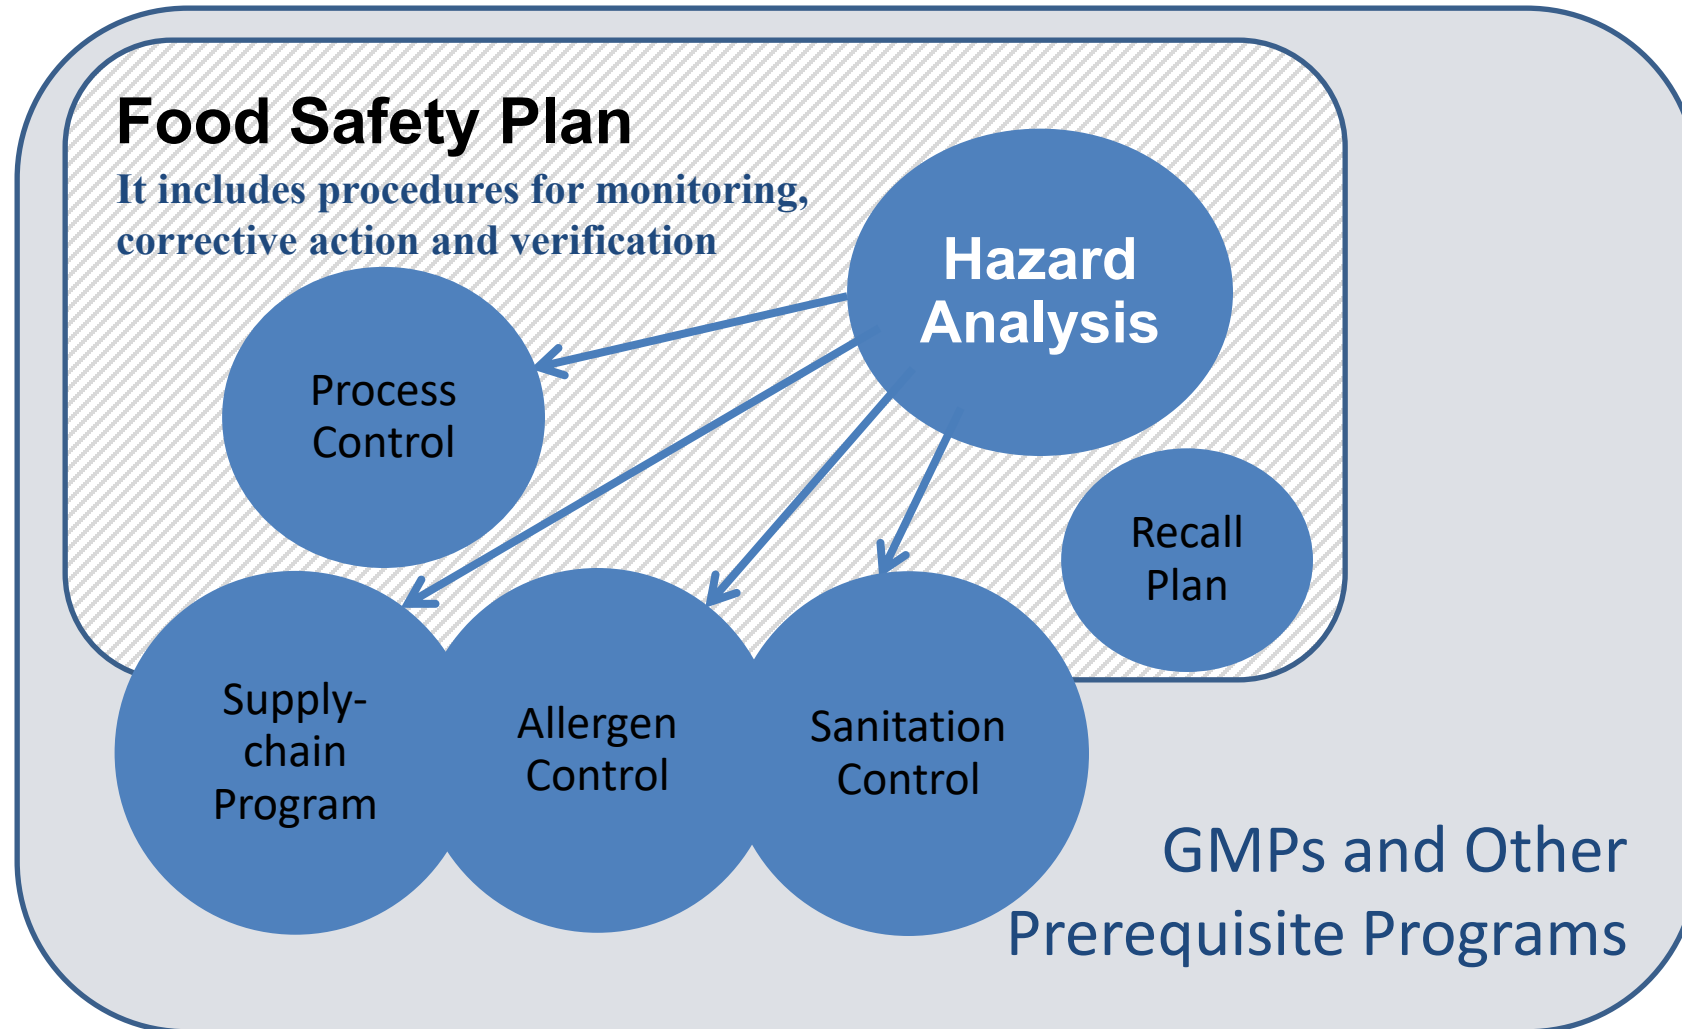 Food Safety Plan
It includes procedures for monitoring,
corrective action and verification
Hazard
Analysis
Process
Control
Recall
Plan
Supply-
chain
Program
Allergen
Control
Sanitation
Control
GMPs and Other
Prerequisite Programs